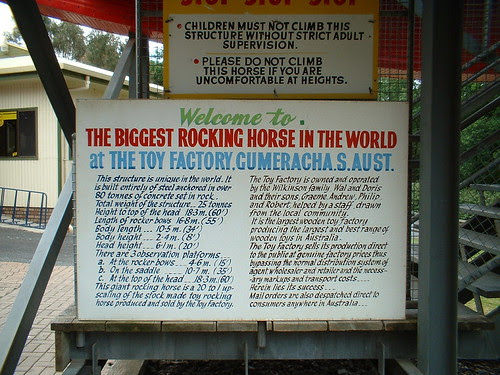 STOP STOP STOP
• CHILDREN MUST NOT CLIMB THIS
STRUCTURE WITHOUT STRICT ADULT
SUPERVISION.
• PLEASE DO NOT CLIMB
THIS HORSE IF YOU ARE
UNCOMFORTABLE AT HEIGHTS.
Welcome to.
THE BIGGEST ROCKING HORSE IN THE WORLD
at THE TOY FACTORY. GUMERACHA. S. AUST.
This structure is unique in the world. It
is built entirely of steel anchored in over
80 tonnes of concrete set in rock.
Total weight of the structure... 25 tonnes
Height to top of the head 18·3m. (60')
Length of rocker bows 16·8m. (55')
Body length .... 10·5 m. (34')
Body height .... 2·4 m. (8')
Head height .... 6·1m. (20')
There are 3 observation platforms
a. At the rocker bows.... 4·6 m. (15')
b. On the saddle .... 10·7 m. (35')
c. At the top of the head ... 18·3m. (60')
This giant rocking horse is a 20 to 1 up-
scaling of the stock made toy rocking
horse produced and sold by the Toy Factory.
The Toy Factory is owned and operated
by the Wilkinson family, Wal and Doris
and their sons, Graeme, Andrew, Philip,
and Robert, helped by a staff drawn
from the local community.
It is the largest wooden toy Factory
producing the largest and best range of
wooden toys in Australia.
The Toy Factory sells its production direct
to the public at genuine factory prices thus
bypassing the normal distribution system of
agent wholesaler and retailer and the necess-
ary markups and transport costs....
Herein lies its success...
Mail orders are also despatched direct to
consumers anywhere in Australia...